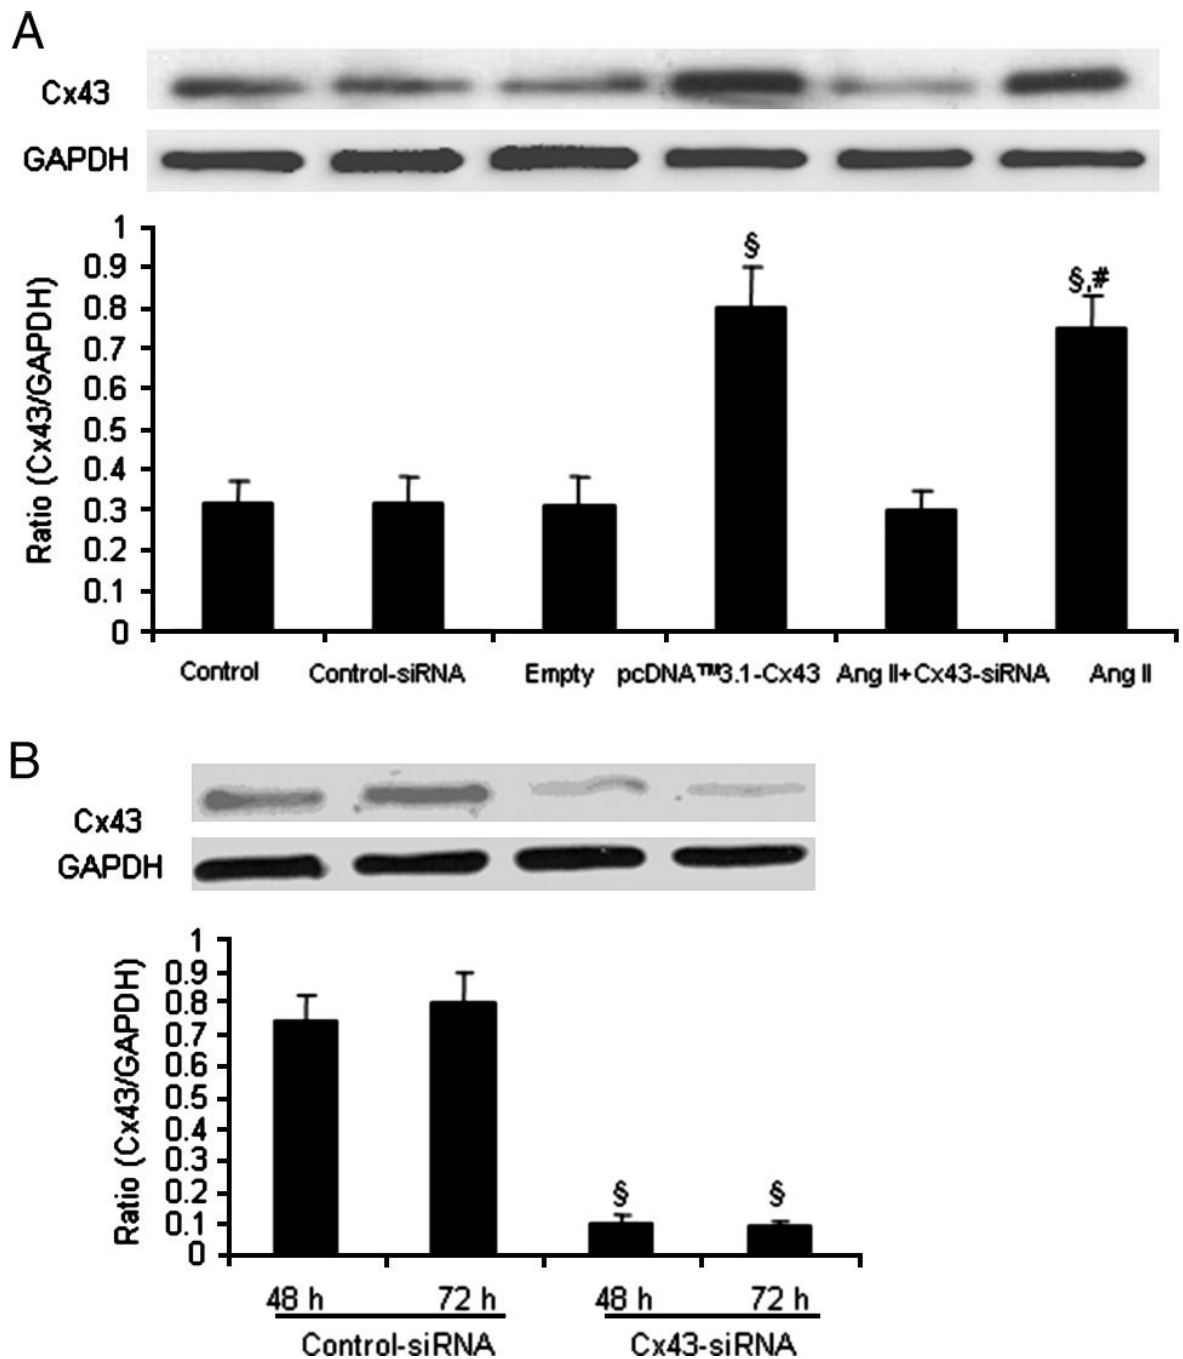 A
Cx43
GAPDH
Ratio (Cx43/GAPDH)
1
0.9
0.8
0.7
0.6
0.5
0.4
0.3
0.2
0.1
0
§
§,#
Control Control-siRNA Empty pcDNA™3.1-Cx43 Ang II+Cx43-siRNA Ang II
B
Cx43
GAPDH
Ratio (Cx43/GAPDH)
1
0.9
0.8
0.7
0.6
0.5
0.4
0.3
0.2
0.1
0
§ §
48 h 72 h 48 h 72 h
Control-siRNA Cx43-siRNA